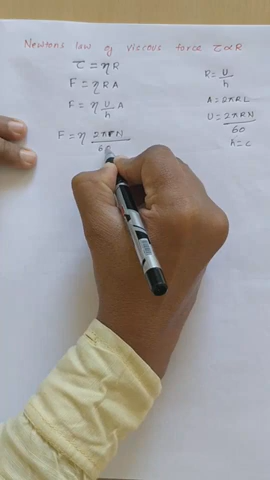 Newtons law of viscous force τ∝R
τ = ηR
F = ηRA
F = η U/h A
F = η 2πRN/60
R = U/h
A = 2πRL
U = 2πRN/60
h = c